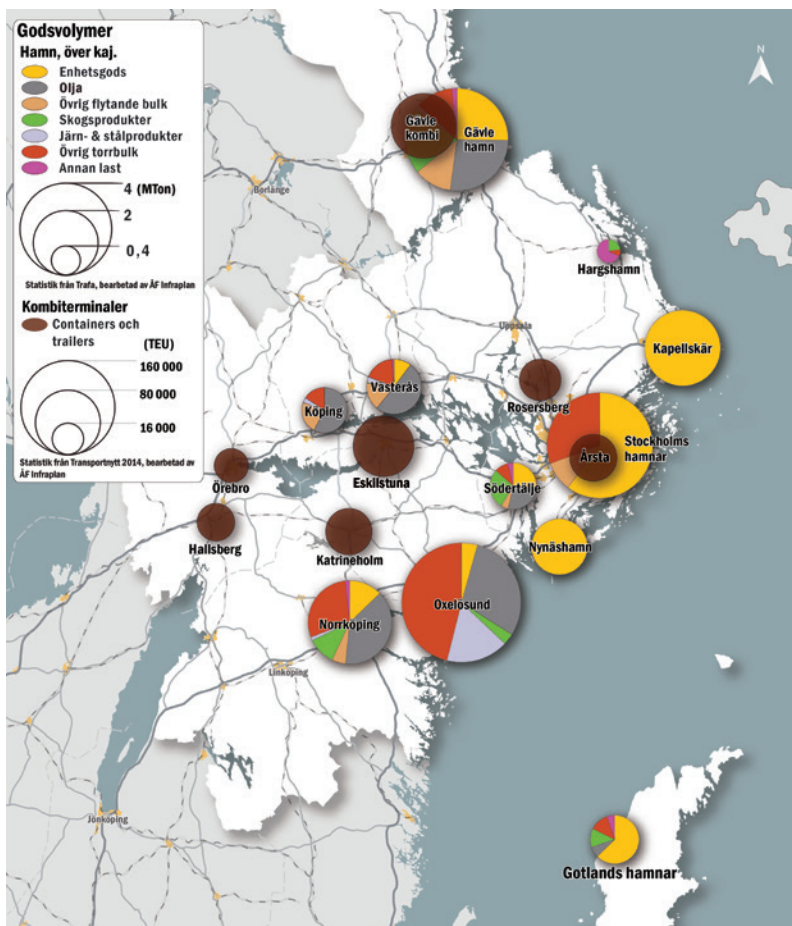 Godsvolymer
Hamn, över kaj.
Enhetsgods
Olja
Övrig flytande bulk
Skogsprodukter
Järn- & stålprodukter
Övrig torrbulk
Annan last
4 (MTon)
2
0,4
Statistik från Trafa, bearbetad av ÅF Infraplan
Kombiterminaler
Containers och
trailers
(TEU)
160 000
80 000
16 000
Statistik från Transportnytt 2014, bearbetad av
ÅF Infraplan
N
Gävle
kombi
Gävle
hamn
Borlänge
Hargshamn
Uppsala
Kapellskär
Västerås
Rosersberg
Köping
Stockholms
hamnar
Årsta
Eskilstuna
Örebro
Södertälje
Hallsberg
Katrineholm
Nynäshamn
Oxelösund
Norrköping
Linköping
Jönköping
Gotlands hamnar